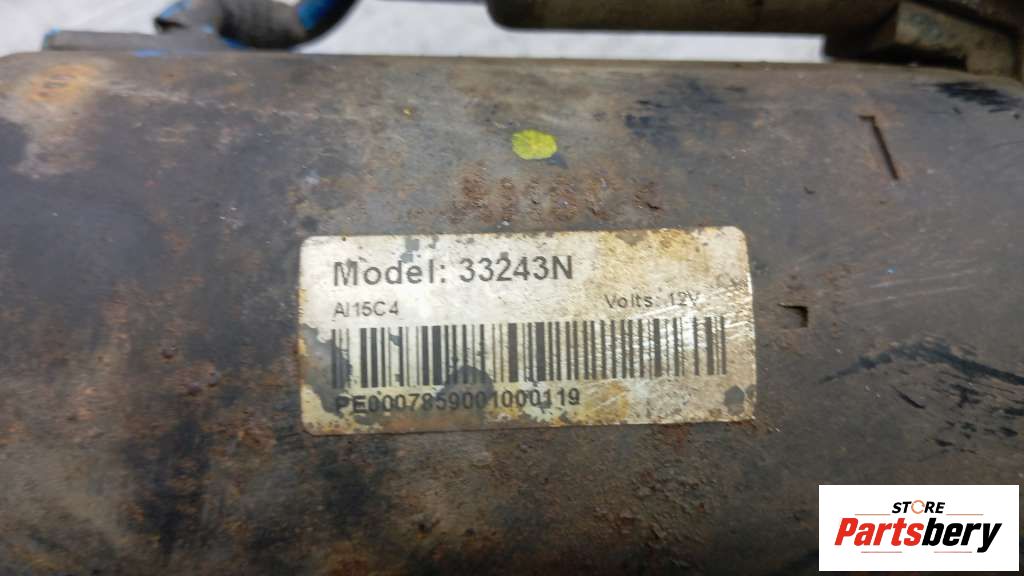 Model: 33243N
AI15C4 Volts: 12V
PE0007859001000119
STORE
Partsbery